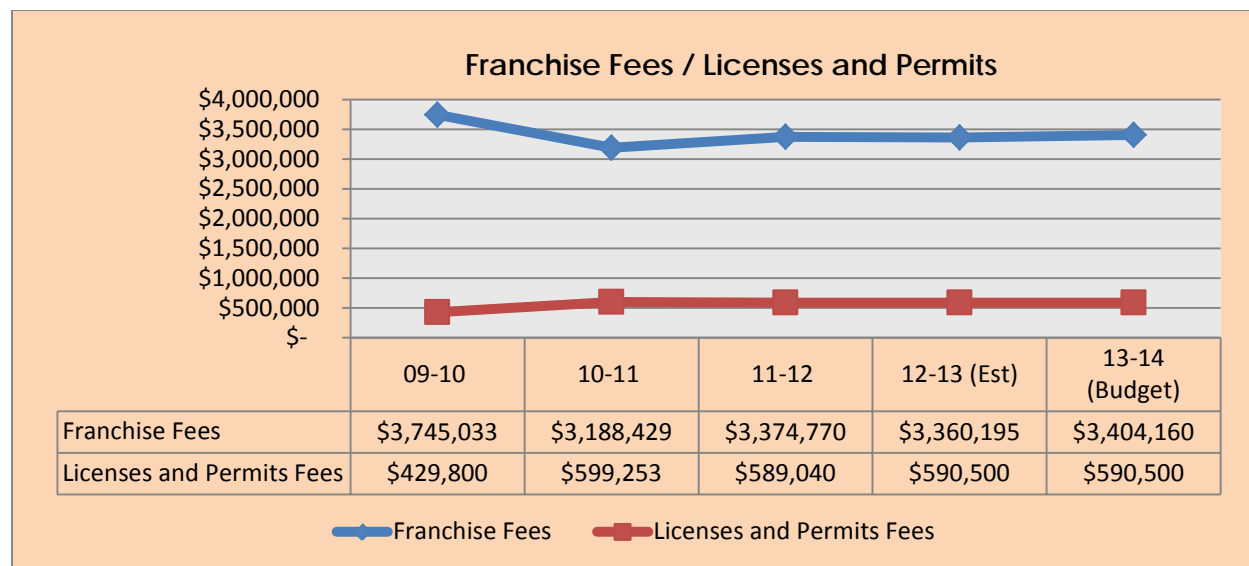 Franchise Fees / Licenses and Permits
$4,000,000
$3,500,000
$3,000,000
$2,500,000
$2,000,000
$1,500,000
$1,000,000
$500,000
$-
09-10 10-11 11-12 12-13 (Est) 13-14 (Budget)
Franchise Fees $3,745,033 $3,188,429 $3,374,770 $3,360,195 $3,404,160
Licenses and Permits Fees $429,800 $599,253 $589,040 $590,500 $590,500
Franchise Fees Licenses and Permits Fees